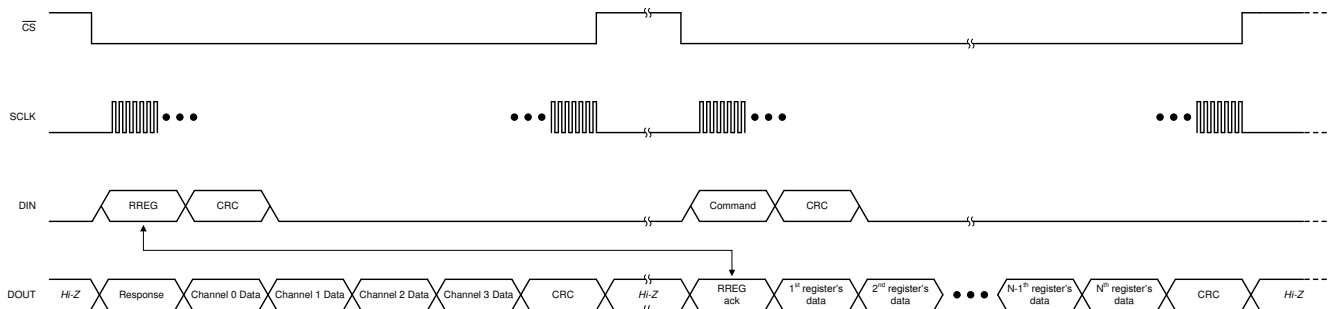 CS
SCLK
DIN
RREG
CRC
Command
CRC
DOUT
Hi-Z
Response
Channel 0 Data
Channel 1 Data
Channel 2 Data
Channel 3 Data
CRC
Hi-Z
RREG
ack
1st register's
data
2nd register's
data
N-1th register's
data
Nth register's
data
CRC
Hi-Z